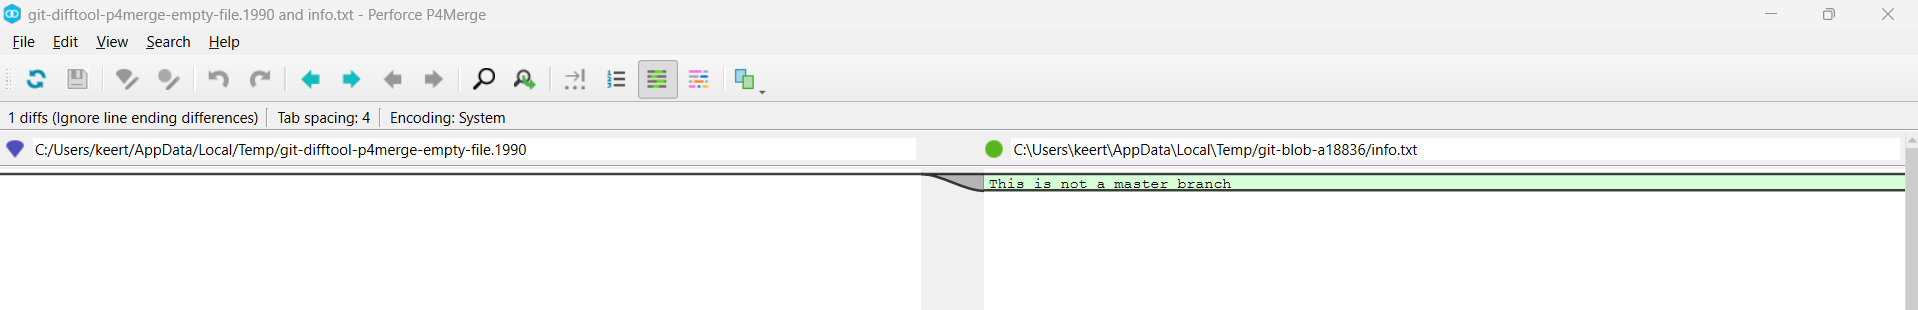 git-difftool-p4merge-empty-file.1990 and info.txt - Perforce P4Merge
File Edit View Search Help
1 diffs (Ignore line ending differences) Tab spacing: 4 Encoding: System
C:/Users/keert/AppData/Local/Temp/git-difftool-p4merge-empty-file.1990 C:\Users\keert\AppData\Local\Temp/git-blob-a18836/info.txt
This is not a master branch